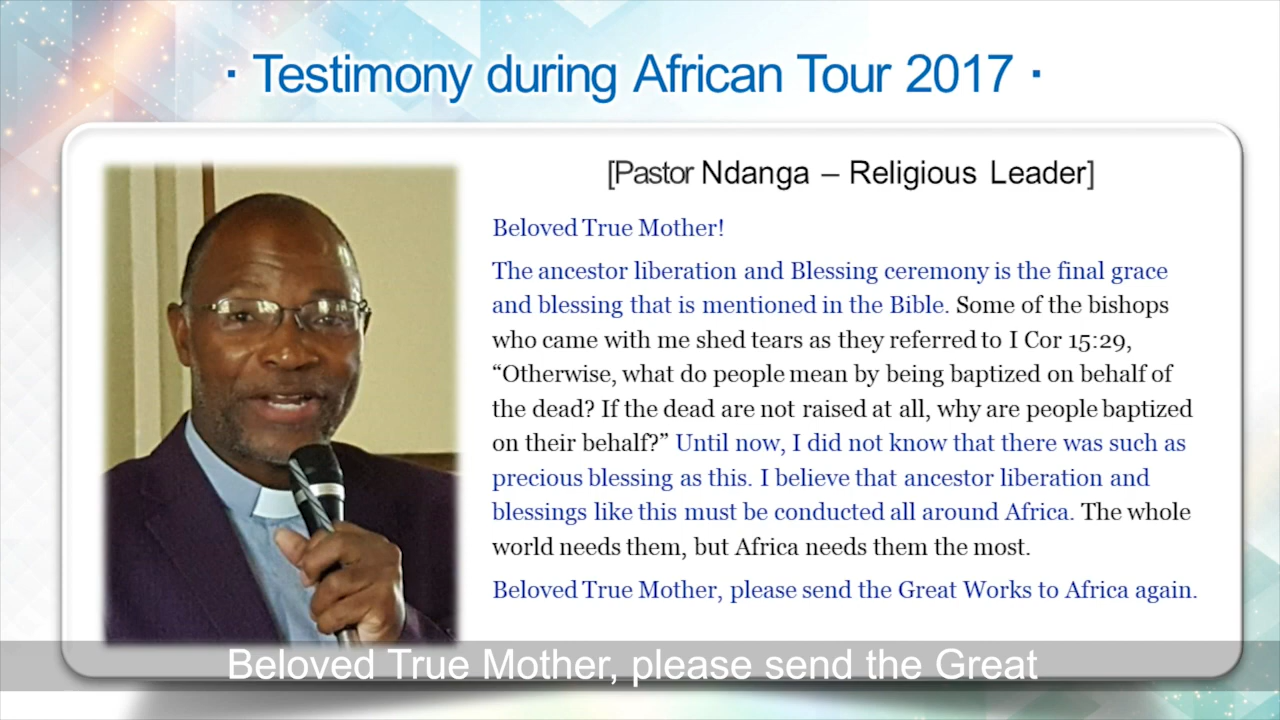 · Testimony during African Tour 2017 ·
[Pastor Ndanga – Religious Leader]
Beloved True Mother!
The ancestor liberation and Blessing ceremony is the final grace
and blessing that is mentioned in the Bible. Some of the bishops
who came with me shed tears as they referred to I Cor 15:29,
“Otherwise, what do people mean by being baptized on behalf of
the dead? If the dead are not raised at all, why are people baptized
on their behalf?” Until now, I did not know that there was such as
precious blessing as this. I believe that ancestor liberation and
blessings like this must be conducted all around Africa. The whole
world needs them, but Africa needs them the most.
Beloved True Mother, please send the Great Works to Africa again.
Beloved True Mother, please send the Great